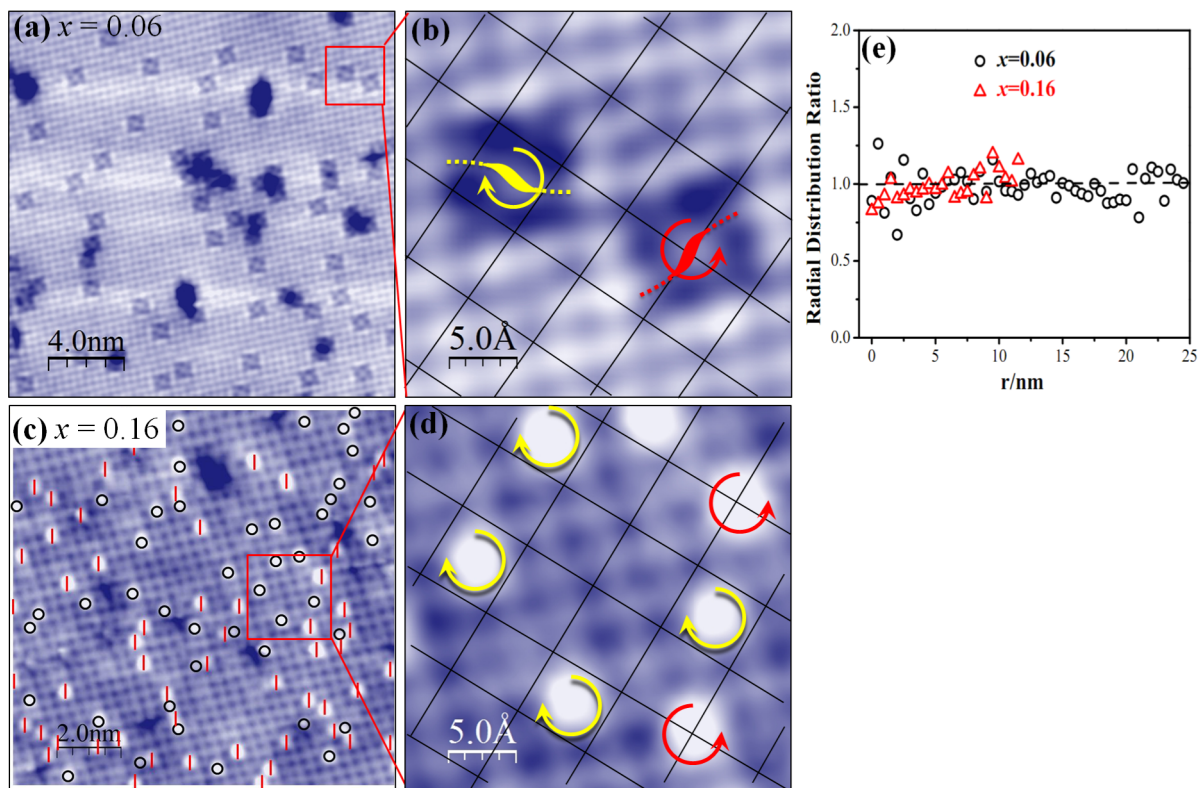 (a) x = 0.06
4.0nm
(b)
5.0Å
(c) x = 0.16
2.0nm
(d)
5.0Å
(e)
x=0.06
x=0.16
Radial Distribution Ratio
2.0
1.5
1.0
0.5
0.0
0 5 10 15 20 25
r/nm